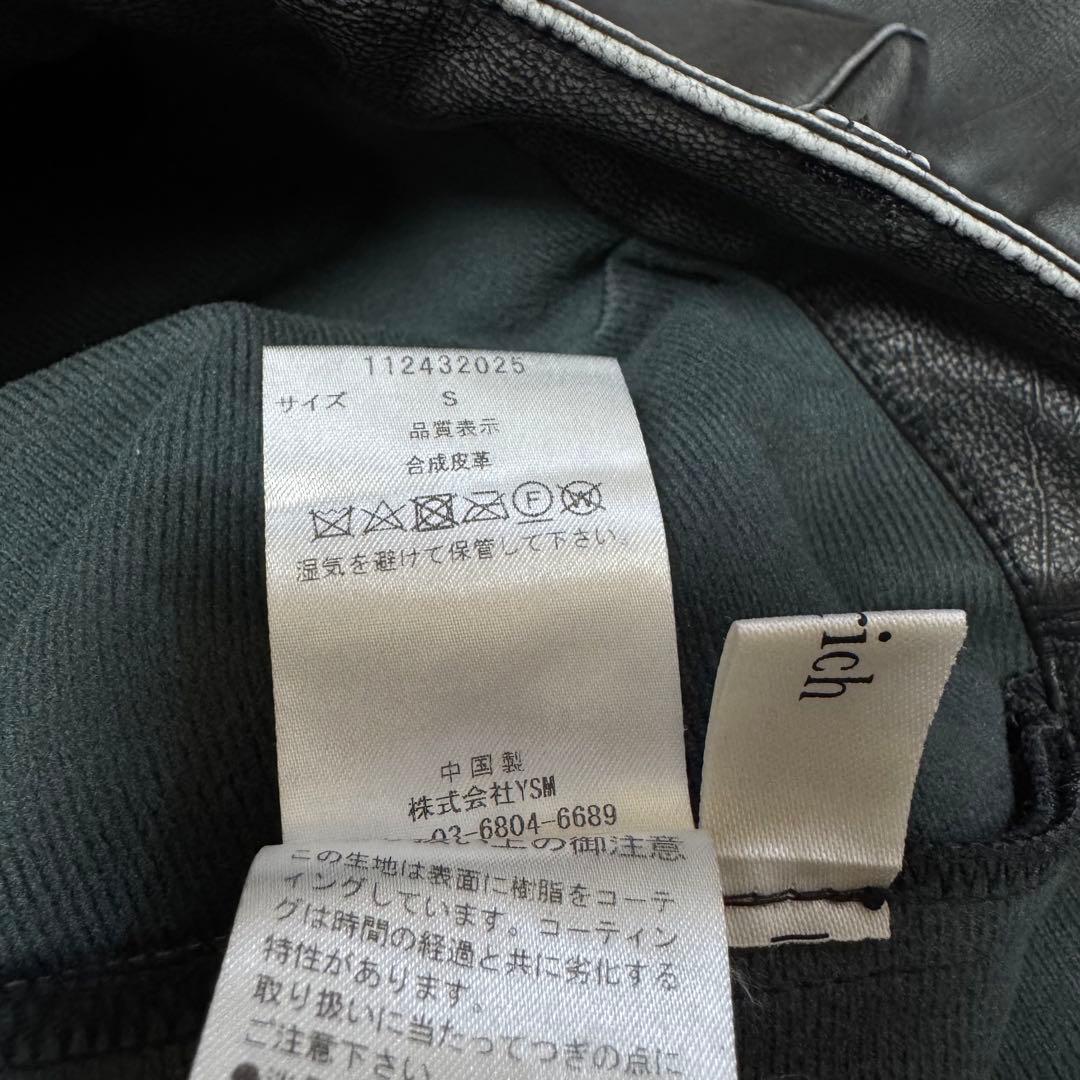 112432025
サイズ S
品質表示
合成皮革
F W
湿気を避けて保管して下さい。
中国製
株式会社YSM
03-6804-6689
の御注意
この生地は表面に樹脂をコーテ
ィングしています。コーティン
グは時間の経過と共に劣化する
特性があります。
取り扱いに当たってつぎの点に
ご注意下さい
rich
L